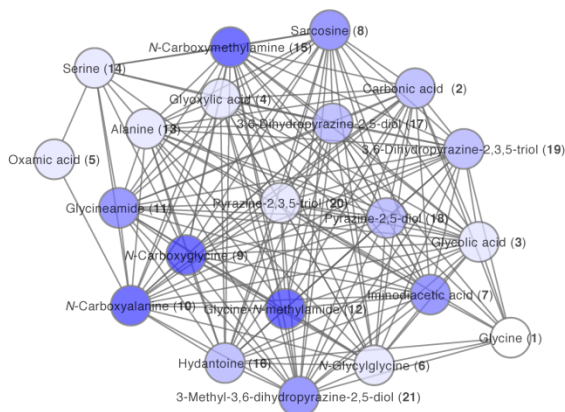 Sarcosine (8)
N-Carboxymethylamine (15)
Serine (14)
Carbonic acid (2)
Glyoxylic acid (4)
3,6-Dihydropyrazine-2,5-diol (17)
Alanine (13)
3,6-Dihydropyrazine-2,3,5-triol (19)
Oxamic acid (5)
Glycineamide (11)
Pyrazine-2,3,5-triol (20)
Pyrazine-2,5-diol (18)
Glycolic acid (3)
N-Carboxyglycine (9)
Iminodiacetic acid (7)
N-Carboxyalanine (10)
Glycine-N-methylamide (12)
Glycine (1)
Hydantoine (16)
N-Glycylglycine (6)
3-Methyl-3,6-dihydropyrazine-2,5-diol (21)